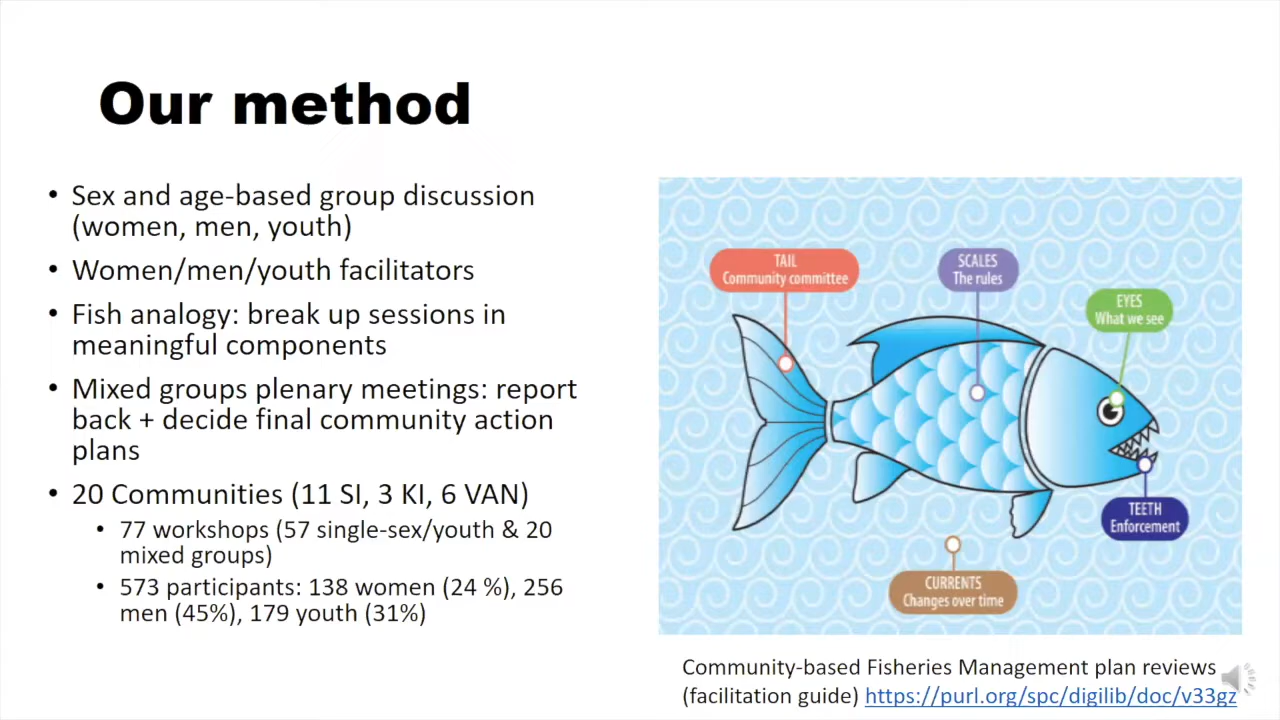 Our method
• Sex and age-based group discussion
(women, men, youth)
• Women/men/youth facilitators
• Fish analogy: break up sessions in
meaningful components
• Mixed groups plenary meetings: report
back + decide final community action
plans
• 20 Communities (11 SI, 3 KI, 6 VAN)
• 77 workshops (57 single-sex/youth & 20
mixed groups)
• 573 participants: 138 women (24 %), 256
men (45%), 179 youth (31%)
TAIL
Community committee
SCALES
The rules
EYES
What we see
TEETH
Enforcement
CURRENTS
Changes over time
Community-based Fisheries Management plan reviews
(facilitation guide) https://purl.org/spc/digilib/doc/v33gz